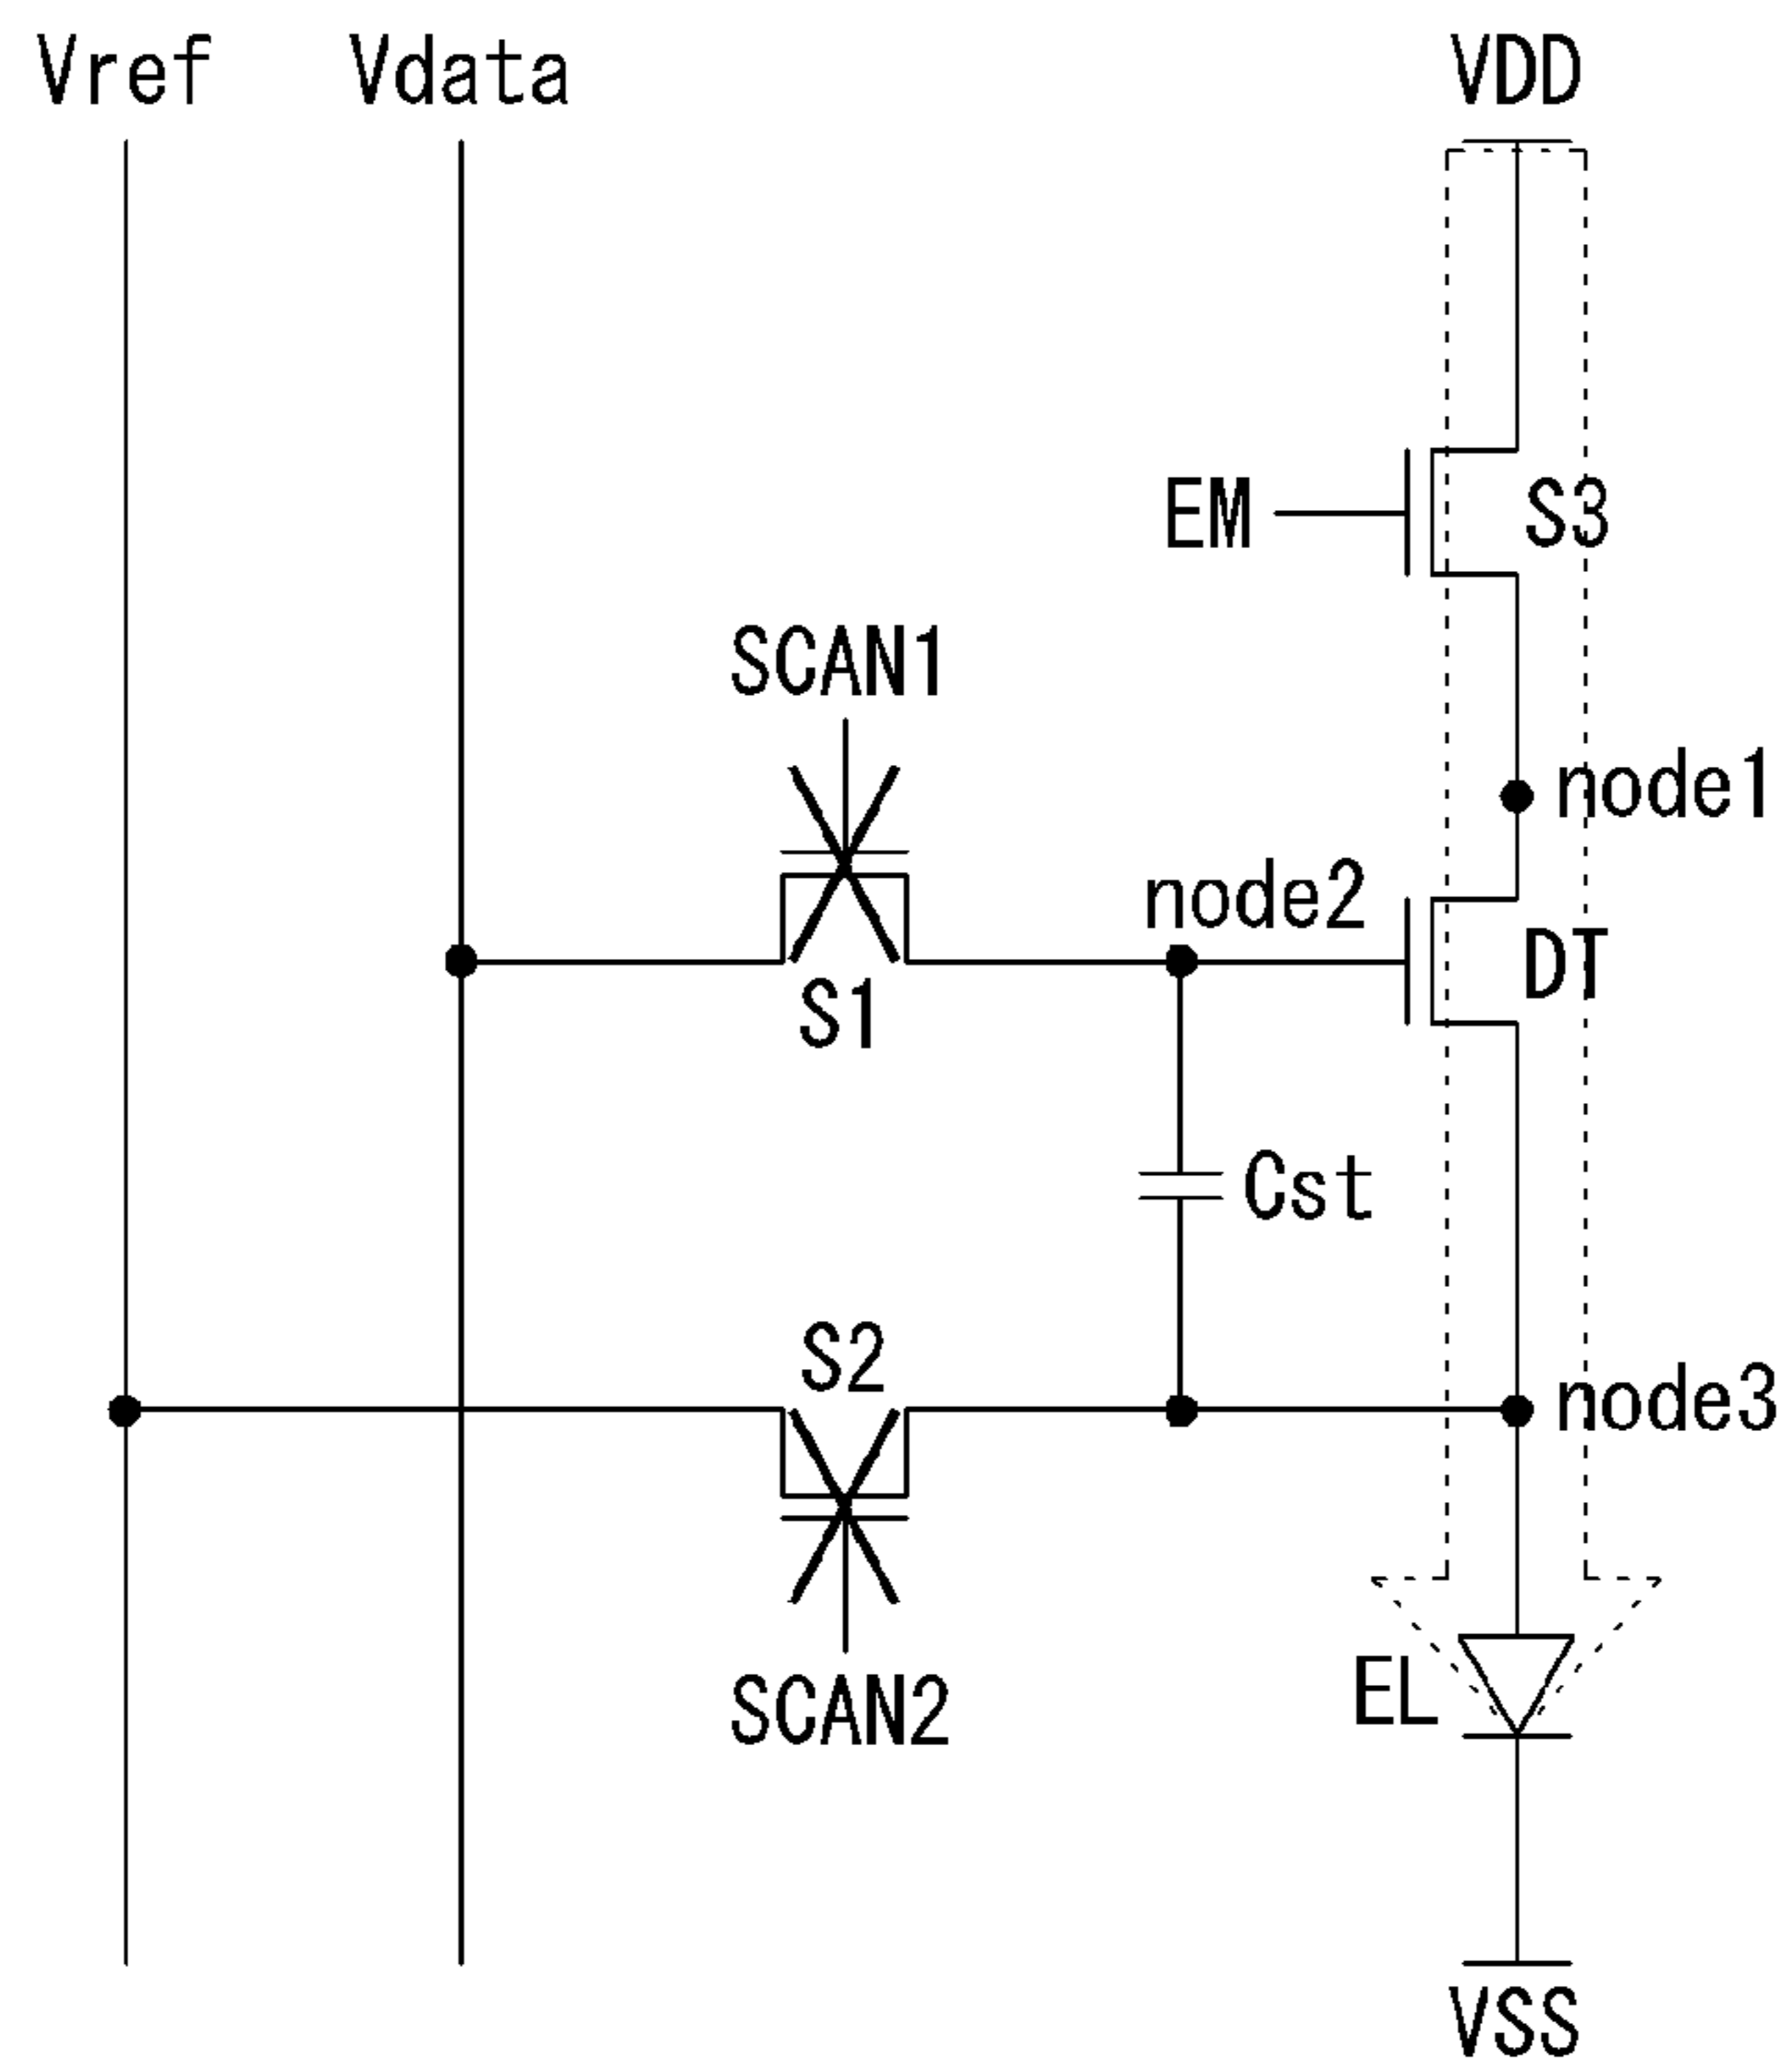 Vref Vdata VDD
EM S3
SCAN1
node1
node2
S1 DT
Cst
S2
node3
EL
SCAN2
VSS